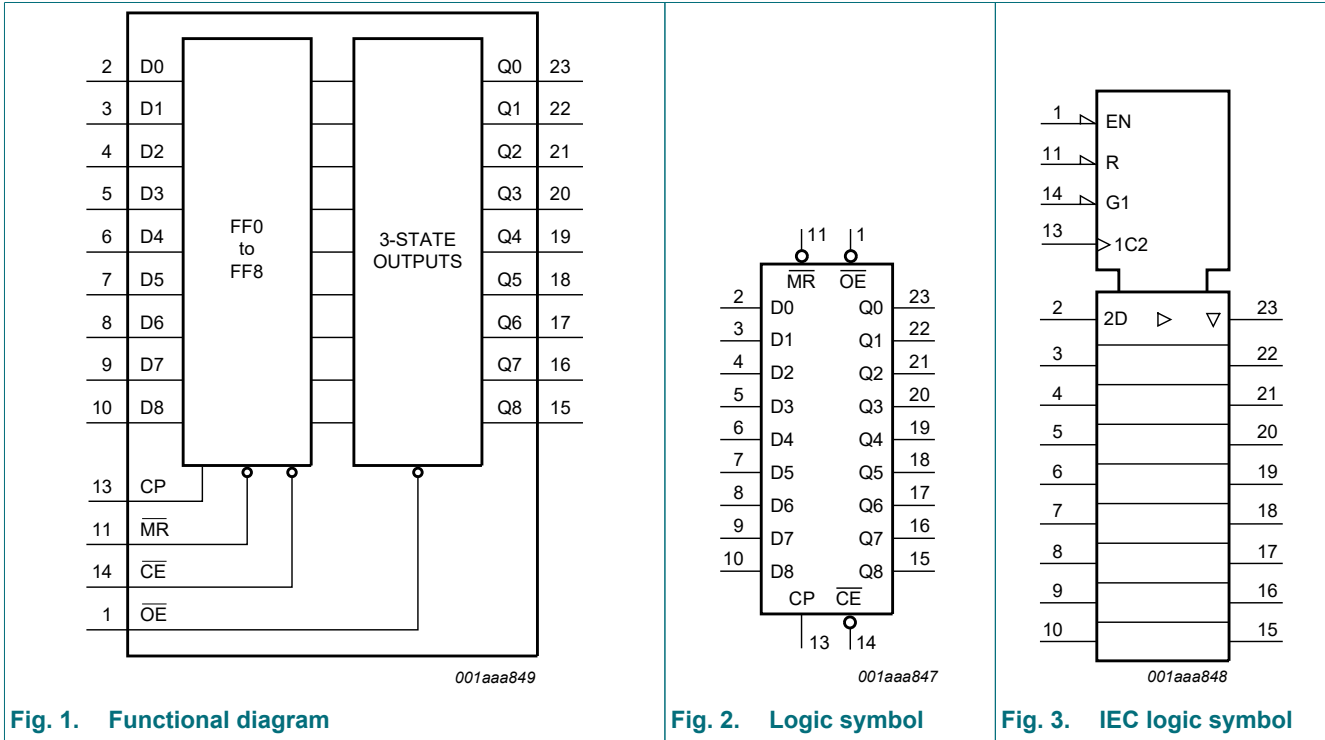 2 D0 Q0 23
3 D1 Q1 22
4 D2 Q2 21
5 D3 Q3 20
6 D4 Q4 19
7 D5 Q5 18
8 D6 Q6 17
9 D7 Q7 16
10 D8 Q8 15
FF0
to
FF8
3-STATE
OUTPUTS
13 CP
11 M̅R̅
14 C̅E̅
1 O̅E̅
001aaa849
Fig. 1. Functional diagram
11 1
M̅R̅ O̅E̅
2 D0 Q0 23
3 D1 Q1 22
4 D2 Q2 21
5 D3 Q3 20
6 D4 Q4 19
7 D5 Q5 18
8 D6 Q6 17
9 D7 Q7 16
10 D8 Q8 15
CP C̅E̅
13 14
001aaa847
Fig. 2. Logic symbol
1 EN
11 R
14 G1
13 1C2
2 2D ▷ ▽ 23
3 22
4 21
5 20
6 19
7 18
8 17
9 16
10 15
001aaa848
Fig. 3. IEC logic symbol